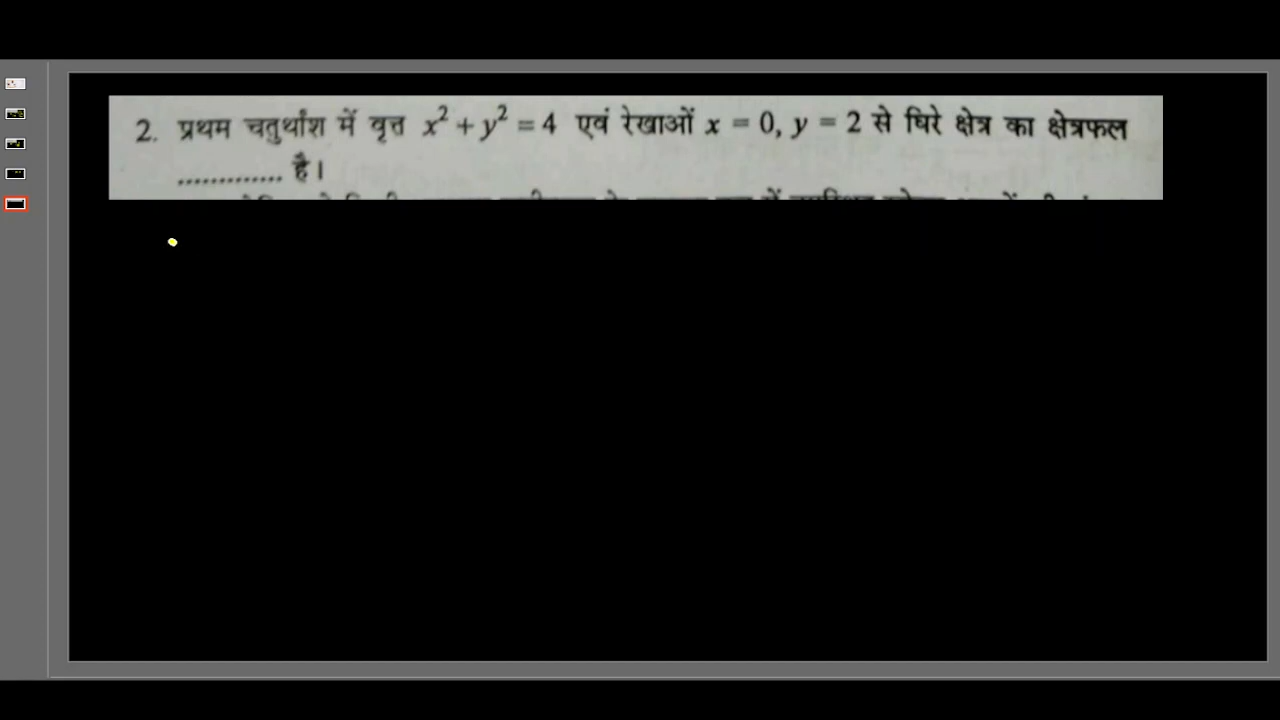 2. प्रथम चतुर्थांश में वृत्त x² + y² = 4 एवं रेखाओं x = 0, y = 2 से घिरे क्षेत्र का क्षेत्रफल
............. है।